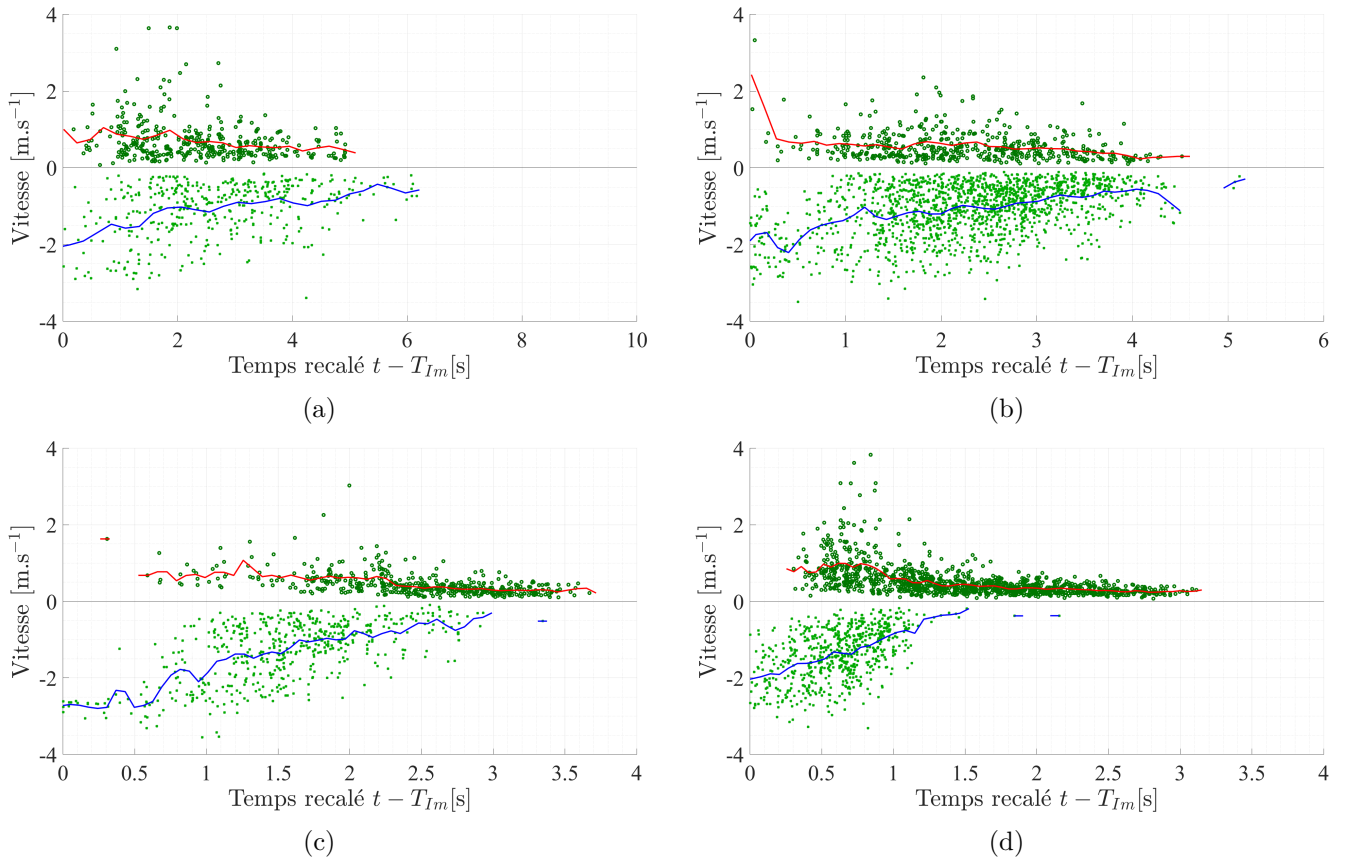 4
2
0
-2
-4
Vitesse [m.s⁻¹]
0 2 4 6 8 10
Temps recalé t − T_Im[s]
(a)
4
2
0
-2
-4
Vitesse [m.s⁻¹]
0 1 2 3 4 5 6
Temps recalé t − T_Im[s]
(b)
4
2
0
-2
-4
Vitesse [m.s⁻¹]
0 0.5 1 1.5 2 2.5 3 3.5 4
Temps recalé t − T_Im[s]
(c)
4
2
0
-2
-4
Vitesse [m.s⁻¹]
0 0.5 1 1.5 2 2.5 3 3.5 4
Temps recalé t − T_Im[s]
(d)